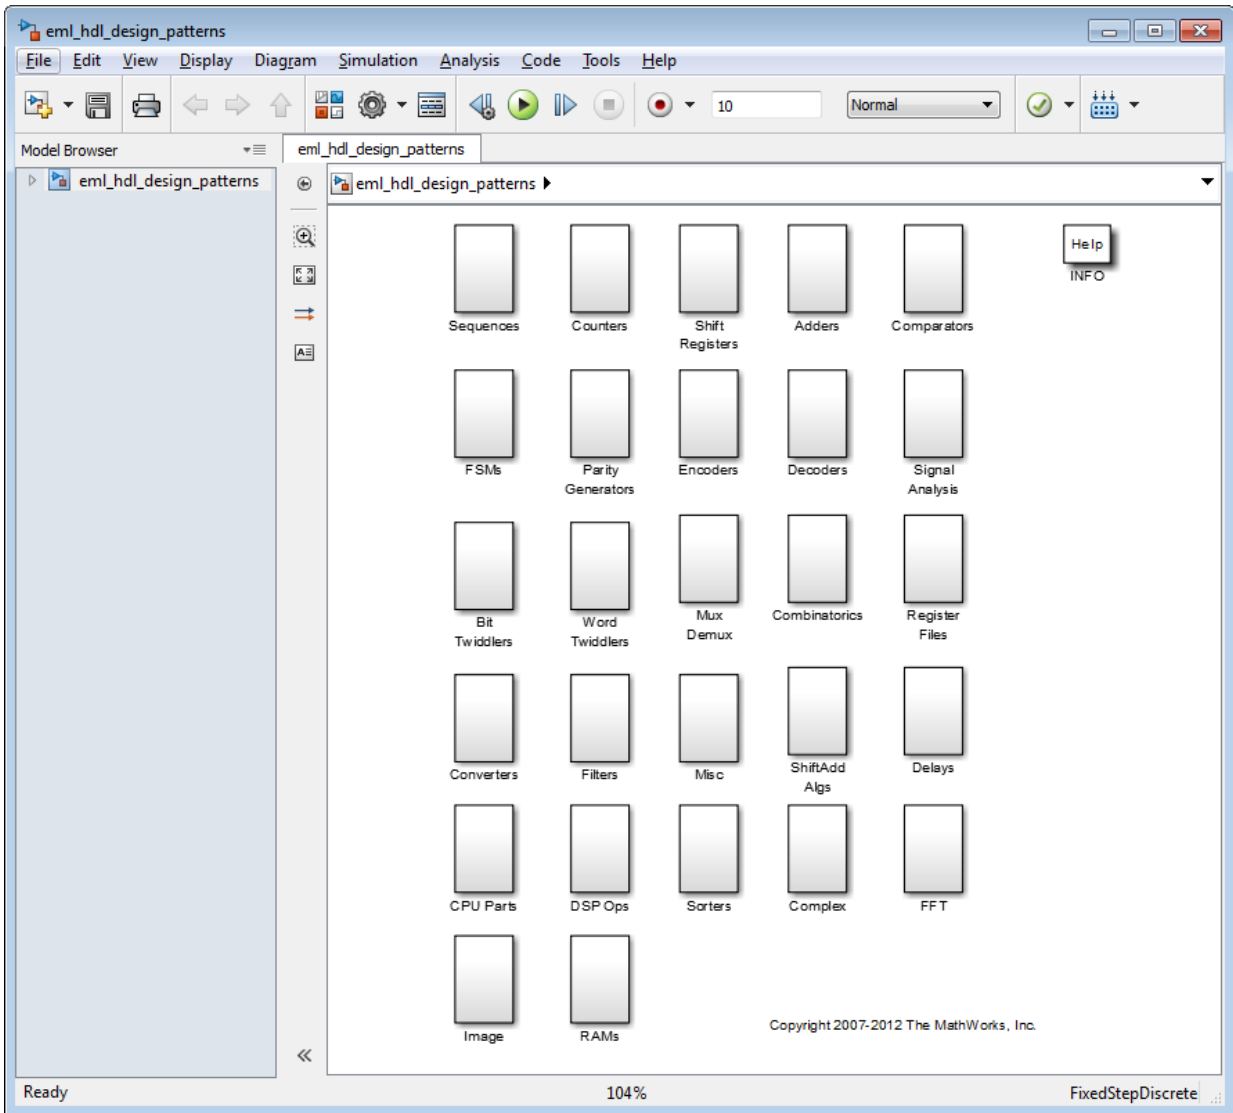 eml_hdl_design_patterns
File Edit View Display Diagram Simulation Analysis Code Tools Help
10 Normal
Model Browser
eml_hdl_design_patterns
eml_hdl_design_patterns
eml_hdl_design_patterns
Help
INFO
Sequences
Counters
Shift
Registers
Adders
Comparators
FSMs
Parity
Generators
Encoders
Decoders
Signal
Analysis
Bit
Twiddlers
Word
Twiddlers
Mux
Demux
Combinatorics
Register
Files
Converters
Filters
Misc
ShiftAdd
Algs
Delays
CPU Parts
DSP Ops
Sorters
Complex
FFT
Image
RAMs
Copyright 2007-2012 The MathWorks, Inc.
Ready 104% FixedStepDiscrete